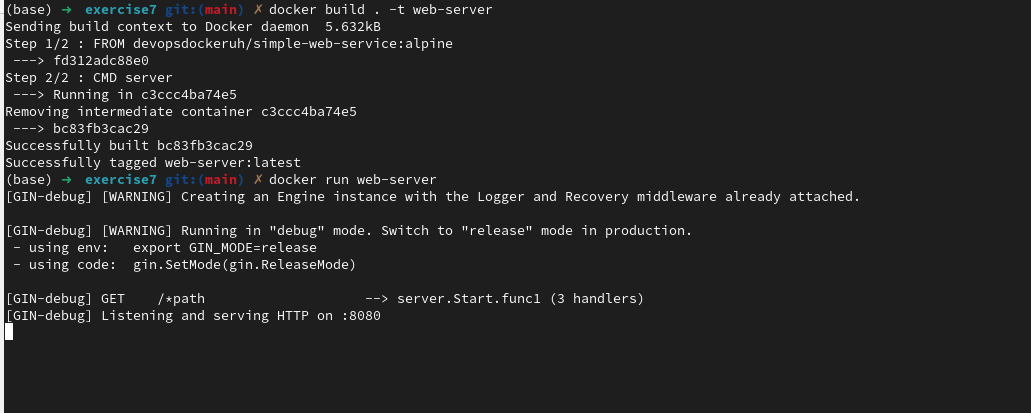 (base) ➜  exercise7 git:(main) ✗ docker build . -t web-server
Sending build context to Docker daemon  5.632kB
Step 1/2 : FROM devopsdockeruh/simple-web-service:alpine
 ---> fd312adc88e0
Step 2/2 : CMD server
 ---> Running in c3ccc4ba74e5
Removing intermediate container c3ccc4ba74e5
 ---> bc83fb3cac29
Successfully built bc83fb3cac29
Successfully tagged web-server:latest
(base) ➜  exercise7 git:(main) ✗ docker run web-server
[GIN-debug] [WARNING] Creating an Engine instance with the Logger and Recovery middleware already attached.
[GIN-debug] [WARNING] Running in "debug" mode. Switch to "release" mode in production.
 - using env:   export GIN_MODE=release
 - using code:  gin.SetMode(gin.ReleaseMode)
[GIN-debug] GET    /*path                    --> server.Start.func1 (3 handlers)
[GIN-debug] Listening and serving HTTP on :8080